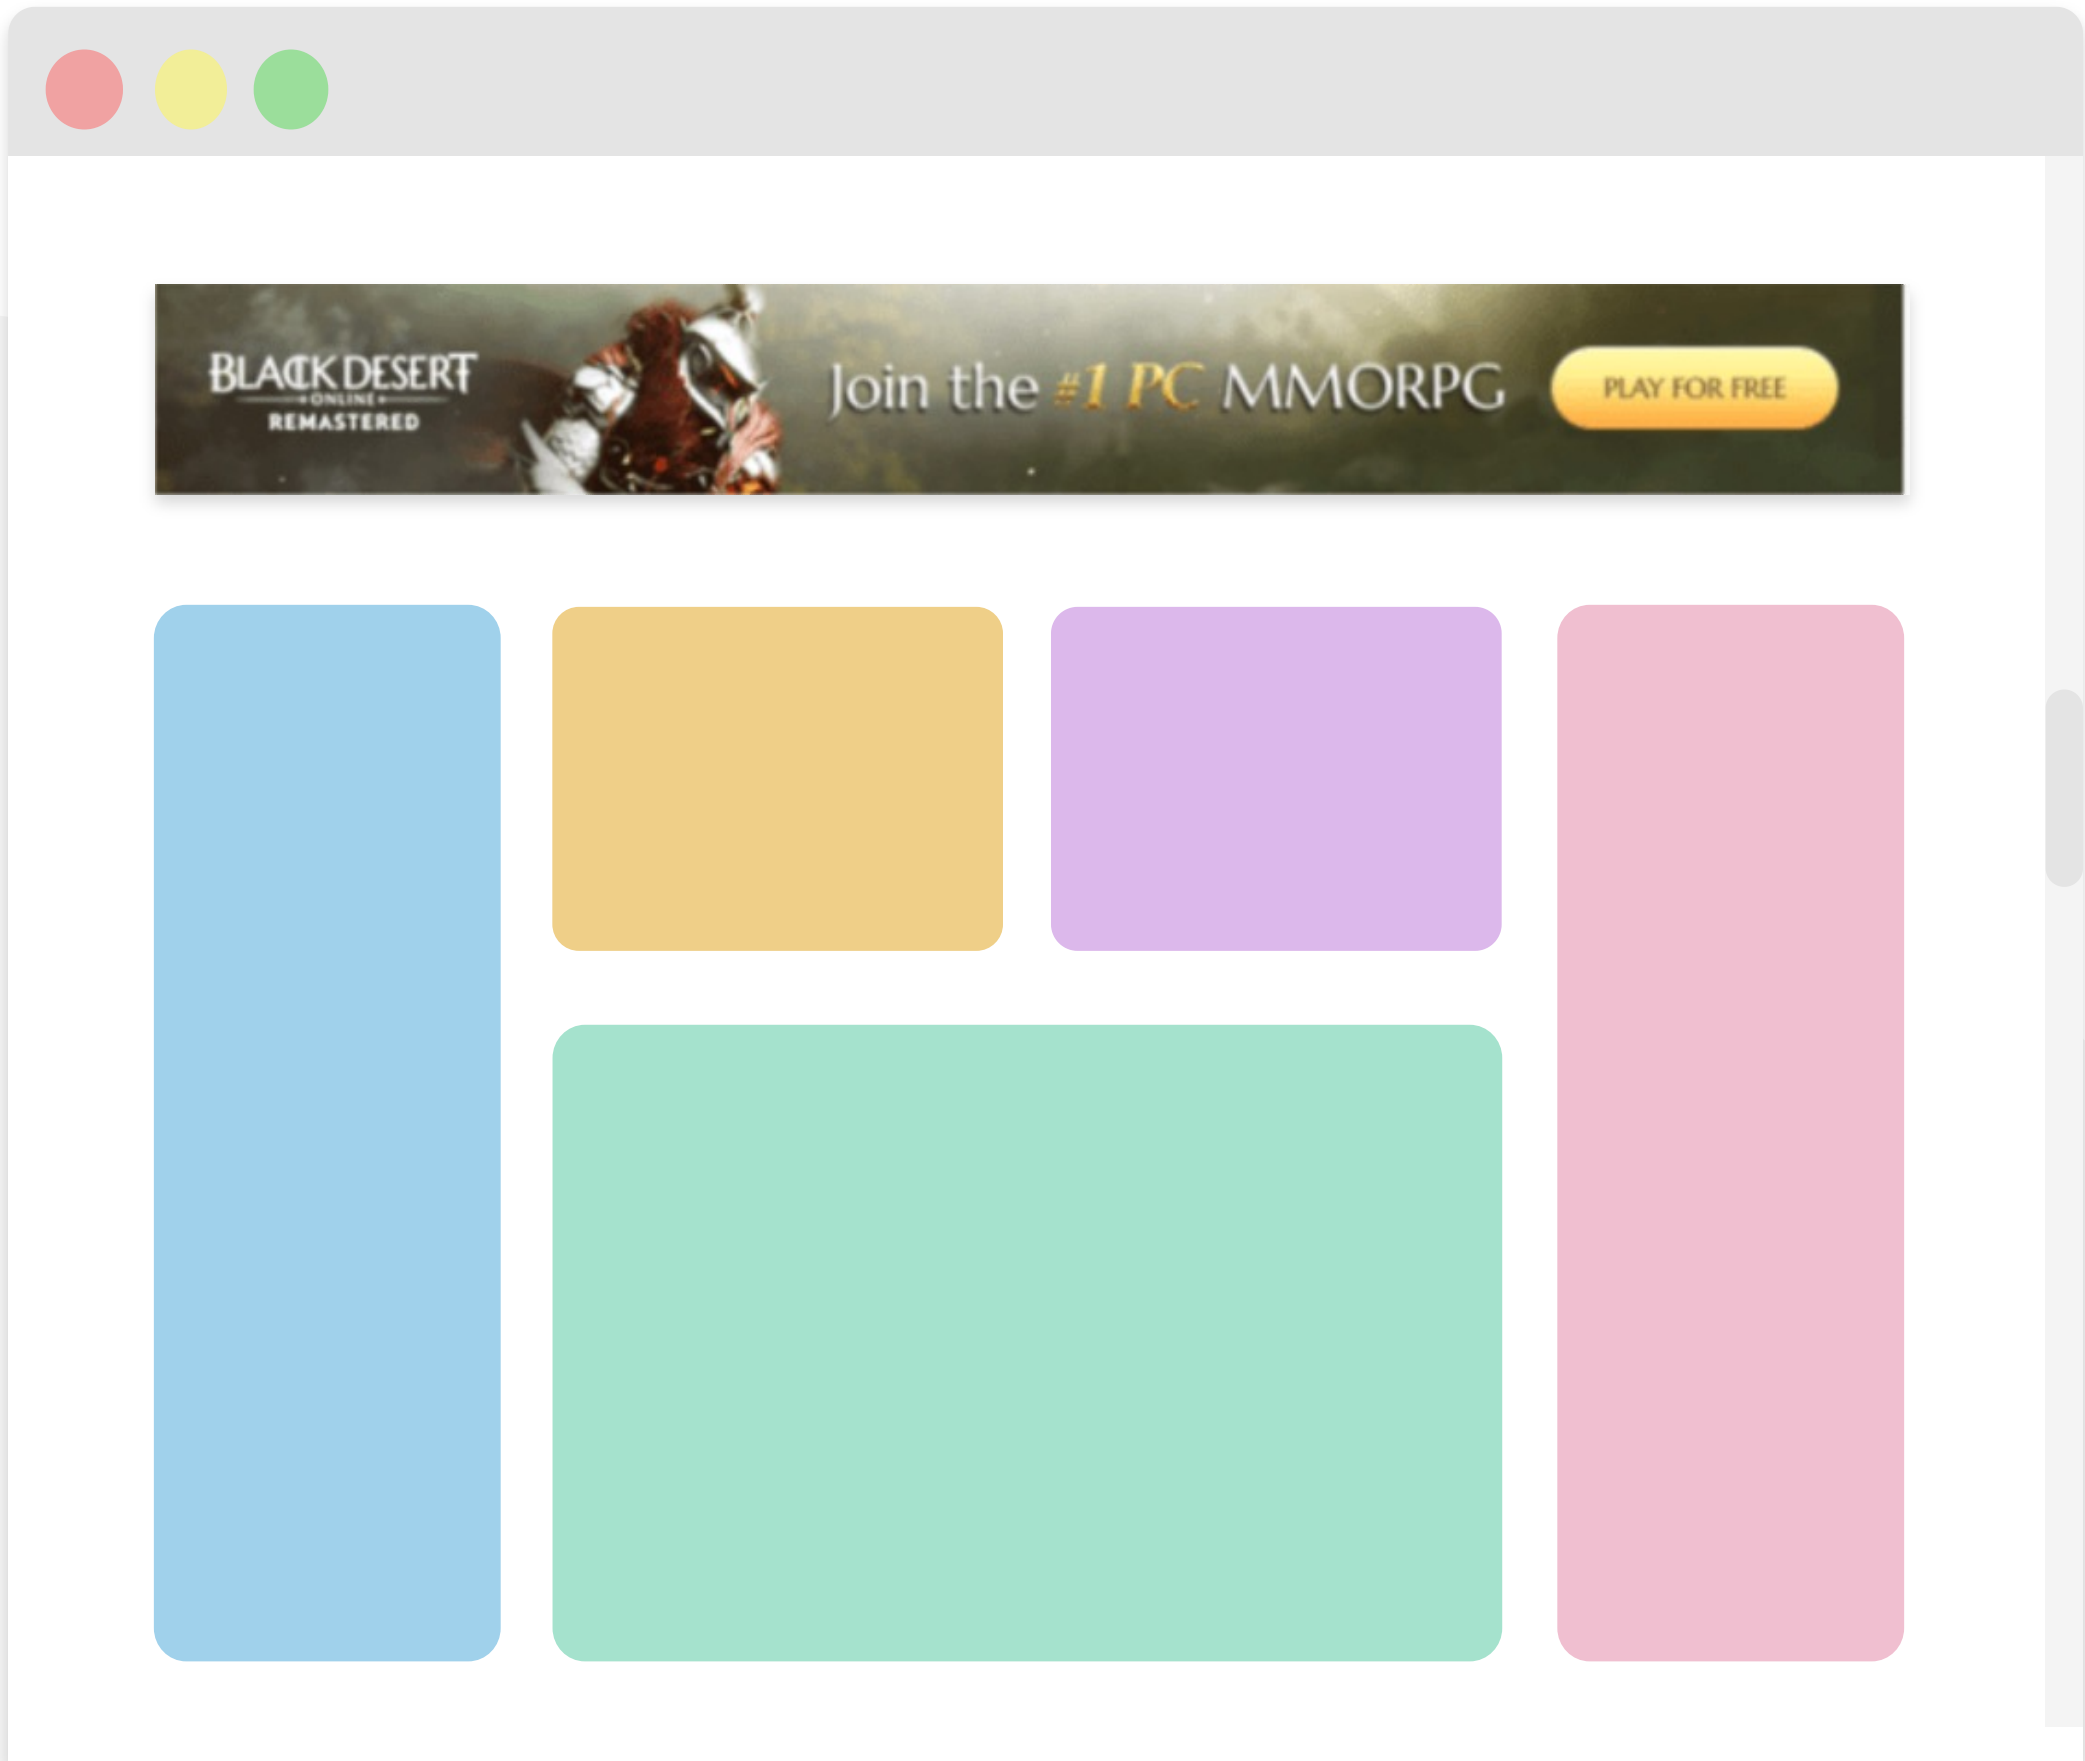 BLACK DESERT
ONLINE
REMASTERED
Join the #1 PC MMORPG
PLAY FOR FREE